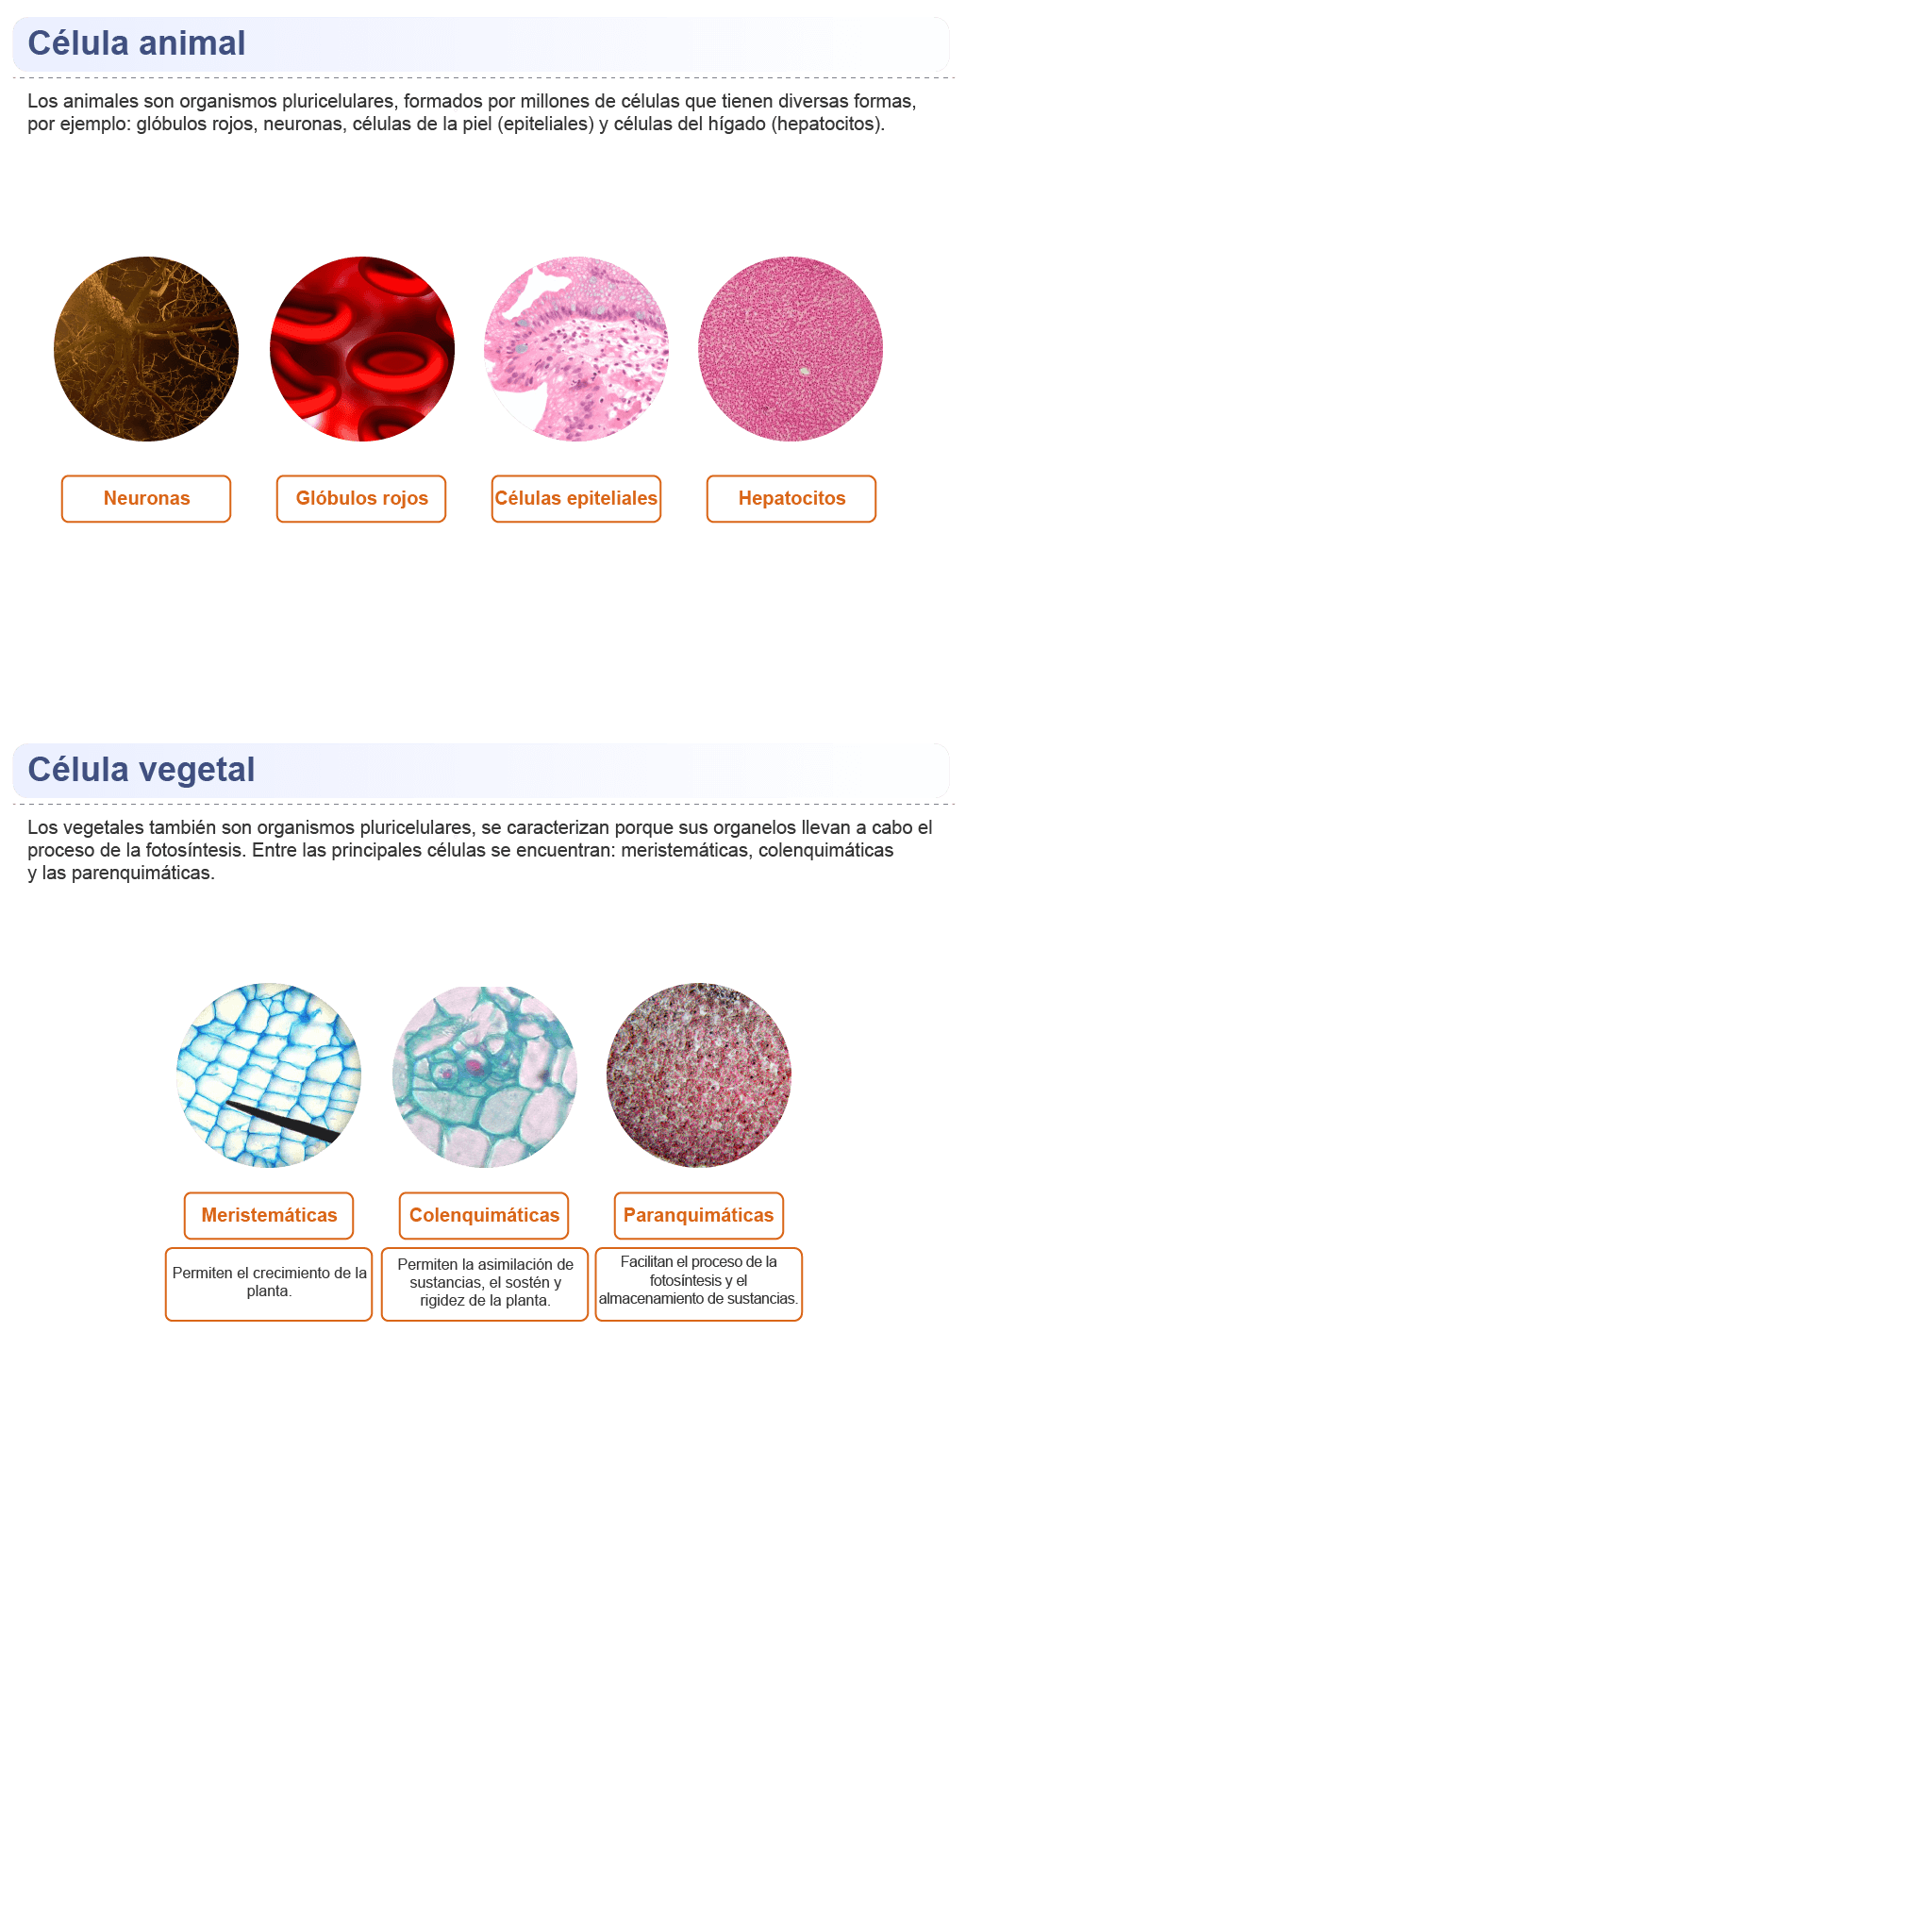 Célula animal
Los animales son organismos pluricelulares, formados por millones de células que tienen diversas formas,
por ejemplo: glóbulos rojos, neuronas, células de la piel (epiteliales) y células del hígado (hepatocitos).
Neuronas
Glóbulos rojos
Células epiteliales
Hepatocitos
Célula vegetal
Los vegetales también son organismos pluricelulares, se caracterizan porque sus organelos llevan a cabo el
proceso de la fotosíntesis. Entre las principales células se encuentran: meristemáticas, colenquimáticas
y las parenquimáticas.
Meristemáticas
Permiten el crecimiento de la
planta.
Colenquimáticas
Permiten la asimilación de
sustancias, el sostén y
rigidez de la planta.
Paranquimáticas
Facilitan el proceso de la
fotosíntesis y el
almacenamiento de sustancias.